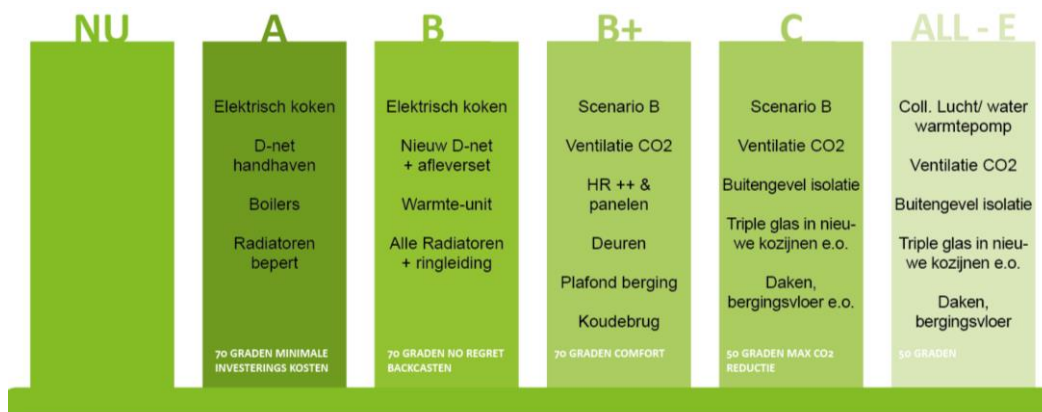 NU
A
Elektrisch koken
D-net
handhaven
Boilers
Radiatoren
bepert
70 GRADEN MINIMALE
INVESTERINGS KOSTEN
B
Elektrisch koken
Nieuw D-net
+ afleverset
Warmte-unit
Alle Radiatoren
+ ringleiding
70 GRADEN NO REGRET
BACKCASTEN
B+
Scenario B
Ventilatie CO2
HR ++ &
panelen
Deuren
Plafond berging
Koudebrug
70 GRADEN COMFORT
C
Scenario B
Ventilatie CO2
Buitengevel isolatie
Triple glas in nieu-
we kozijnen e.o.
Daken,
bergingsvloer e.o.
50 GRADEN MAX CO2
REDUCTIE
ALL - E
Coll. Lucht/ water
warmtepomp
Ventilatie CO2
Buitengevel isolatie
Triple glas in nieu-
we kozijnen e.o.
Daken,
bergingsvloer
50 GRADEN